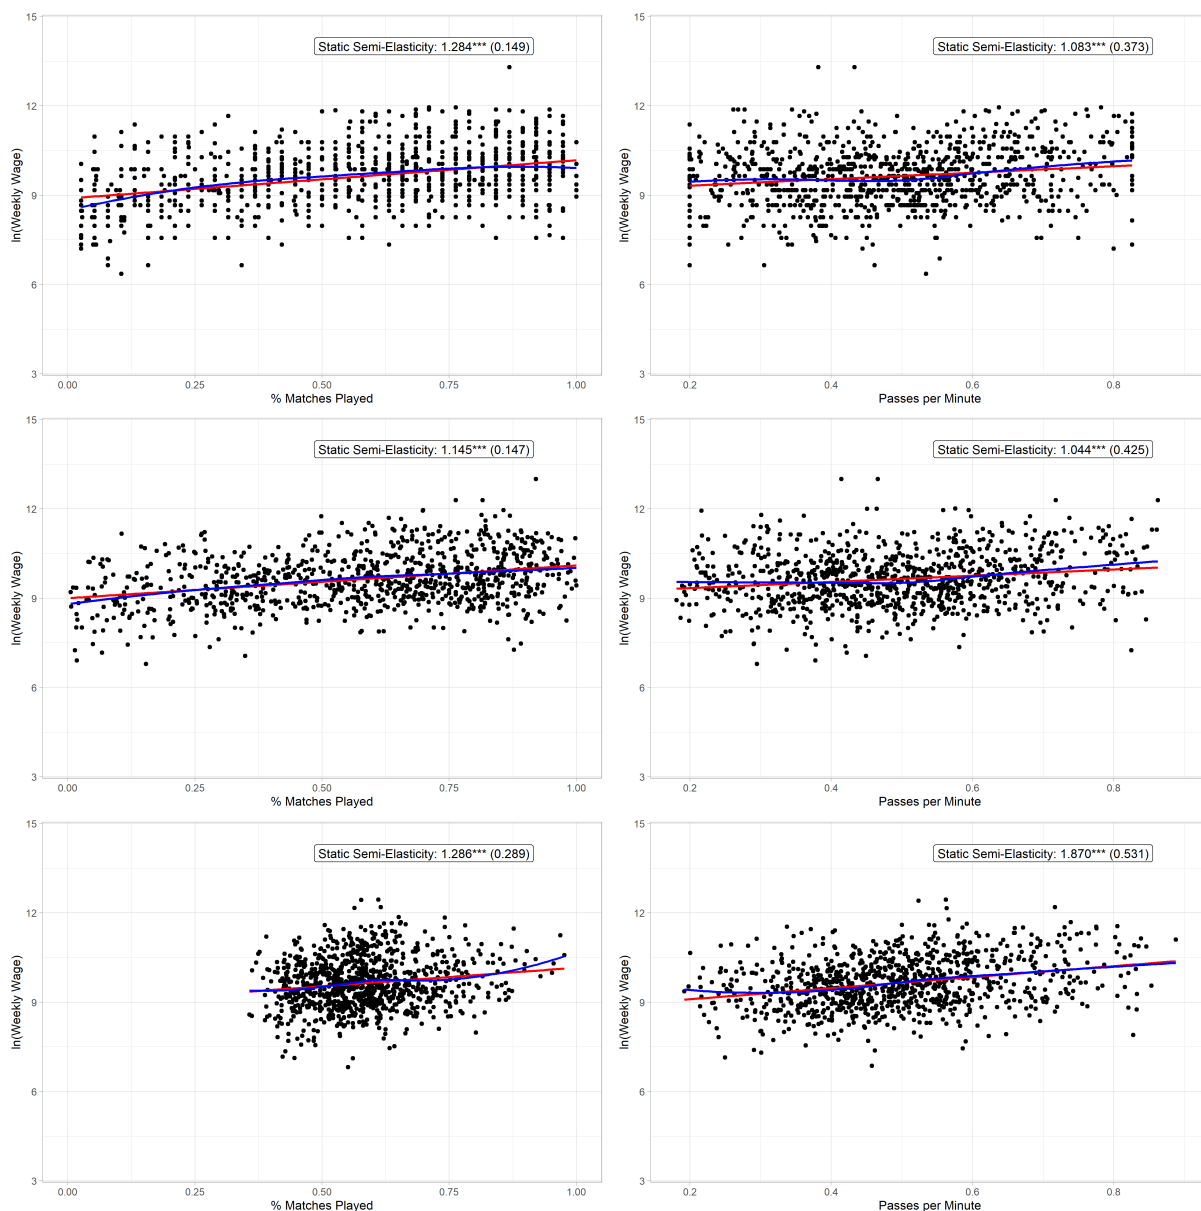 15
12
9
6
3
ln(Weekly Wage)
Static Semi-Elasticity: 1.284*** (0.149)
0.00 0.25 0.50 0.75 1.00
% Matches Played
15
12
9
6
3
ln(Weekly Wage)
Static Semi-Elasticity: 1.083*** (0.373)
0.2 0.4 0.6 0.8
Passes per Minute
15
12
9
6
3
ln(Weekly Wage)
Static Semi-Elasticity: 1.145*** (0.147)
0.00 0.25 0.50 0.75 1.00
% Matches Played
15
12
9
6
3
ln(Weekly Wage)
Static Semi-Elasticity: 1.044*** (0.425)
0.2 0.4 0.6 0.8
Passes per Minute
15
12
9
6
3
ln(Weekly Wage)
Static Semi-Elasticity: 1.286*** (0.289)
0.00 0.25 0.50 0.75 1.00
% Matches Played
15
12
9
6
3
ln(Weekly Wage)
Static Semi-Elasticity: 1.870*** (0.531)
0.2 0.4 0.6 0.8
Passes per Minute